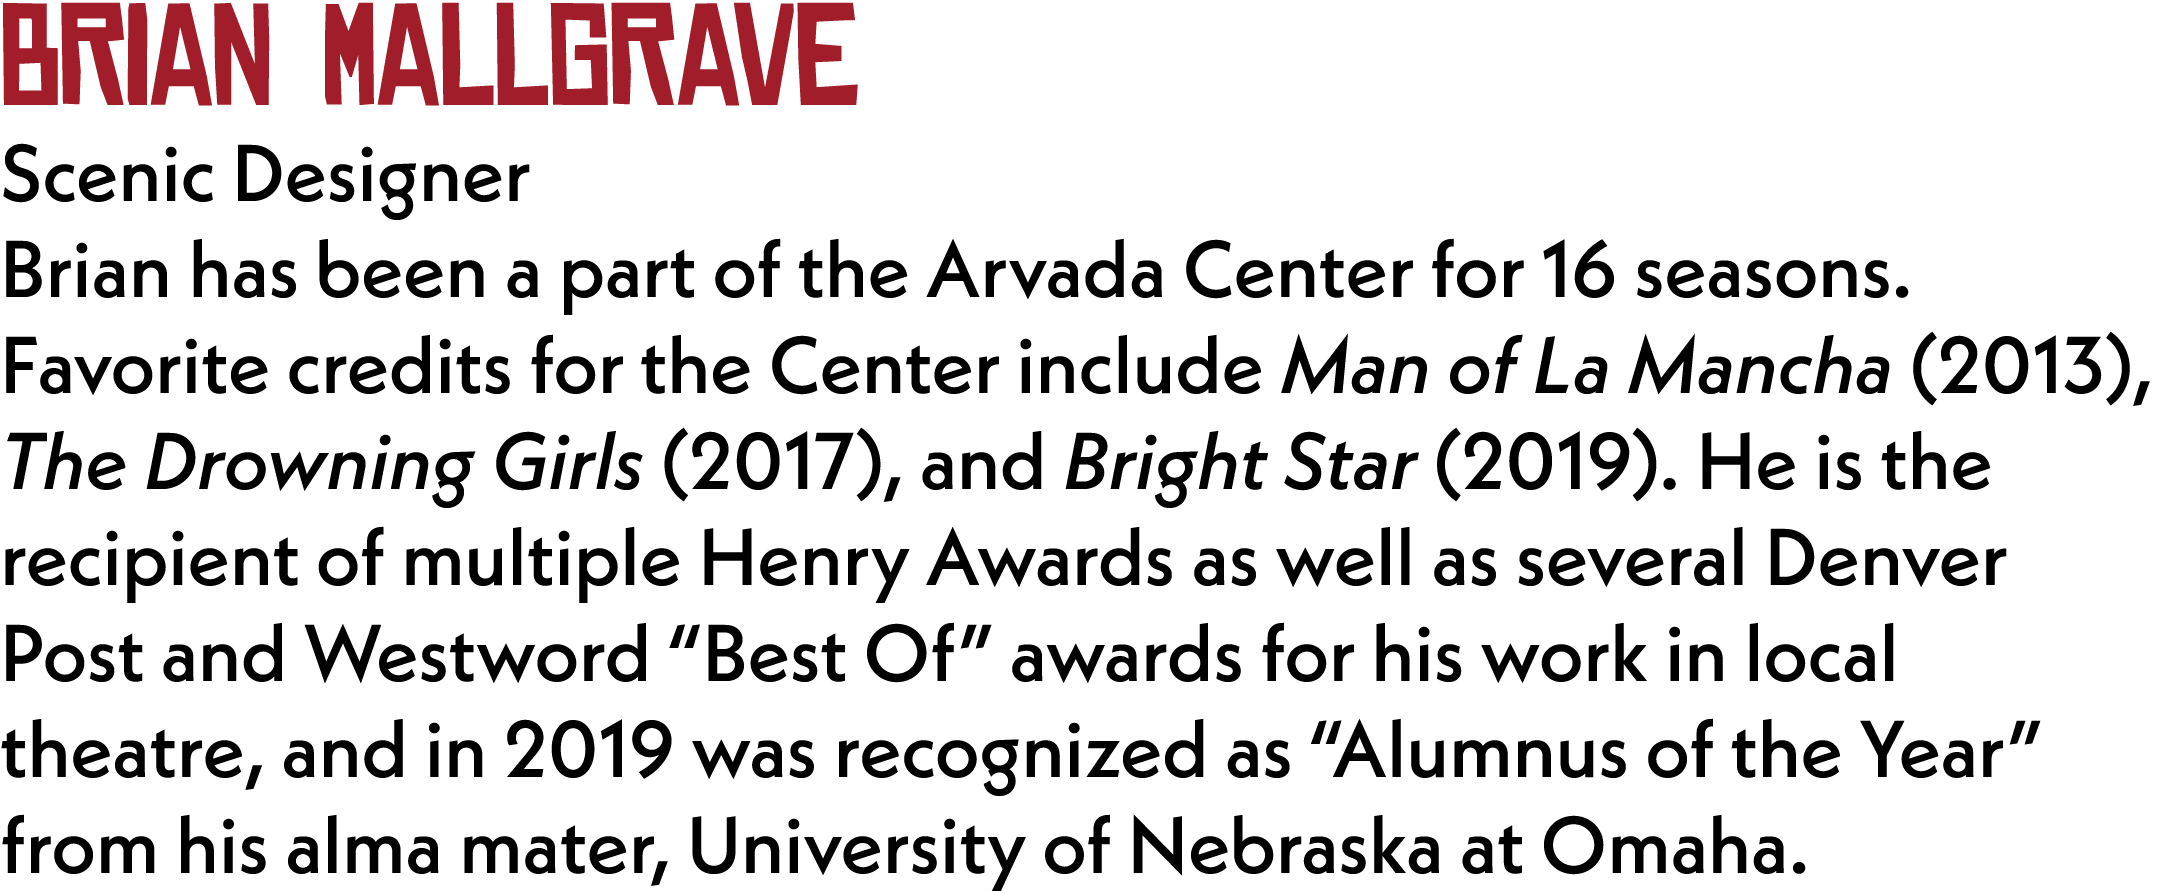 BRIAN MALLGRAVE
Scenic Designer
Brian has been a part of the Arvada Center for 16 seasons.
Favorite credits for the Center include Man of La Mancha (2013),
The Drowning Girls (2017), and Bright Star (2019). He is the
recipient of multiple Henry Awards as well as several Denver
Post and Westword “Best Of” awards for his work in local
theatre, and in 2019 was recognized as “Alumnus of the Year”
from his alma mater, University of Nebraska at Omaha.